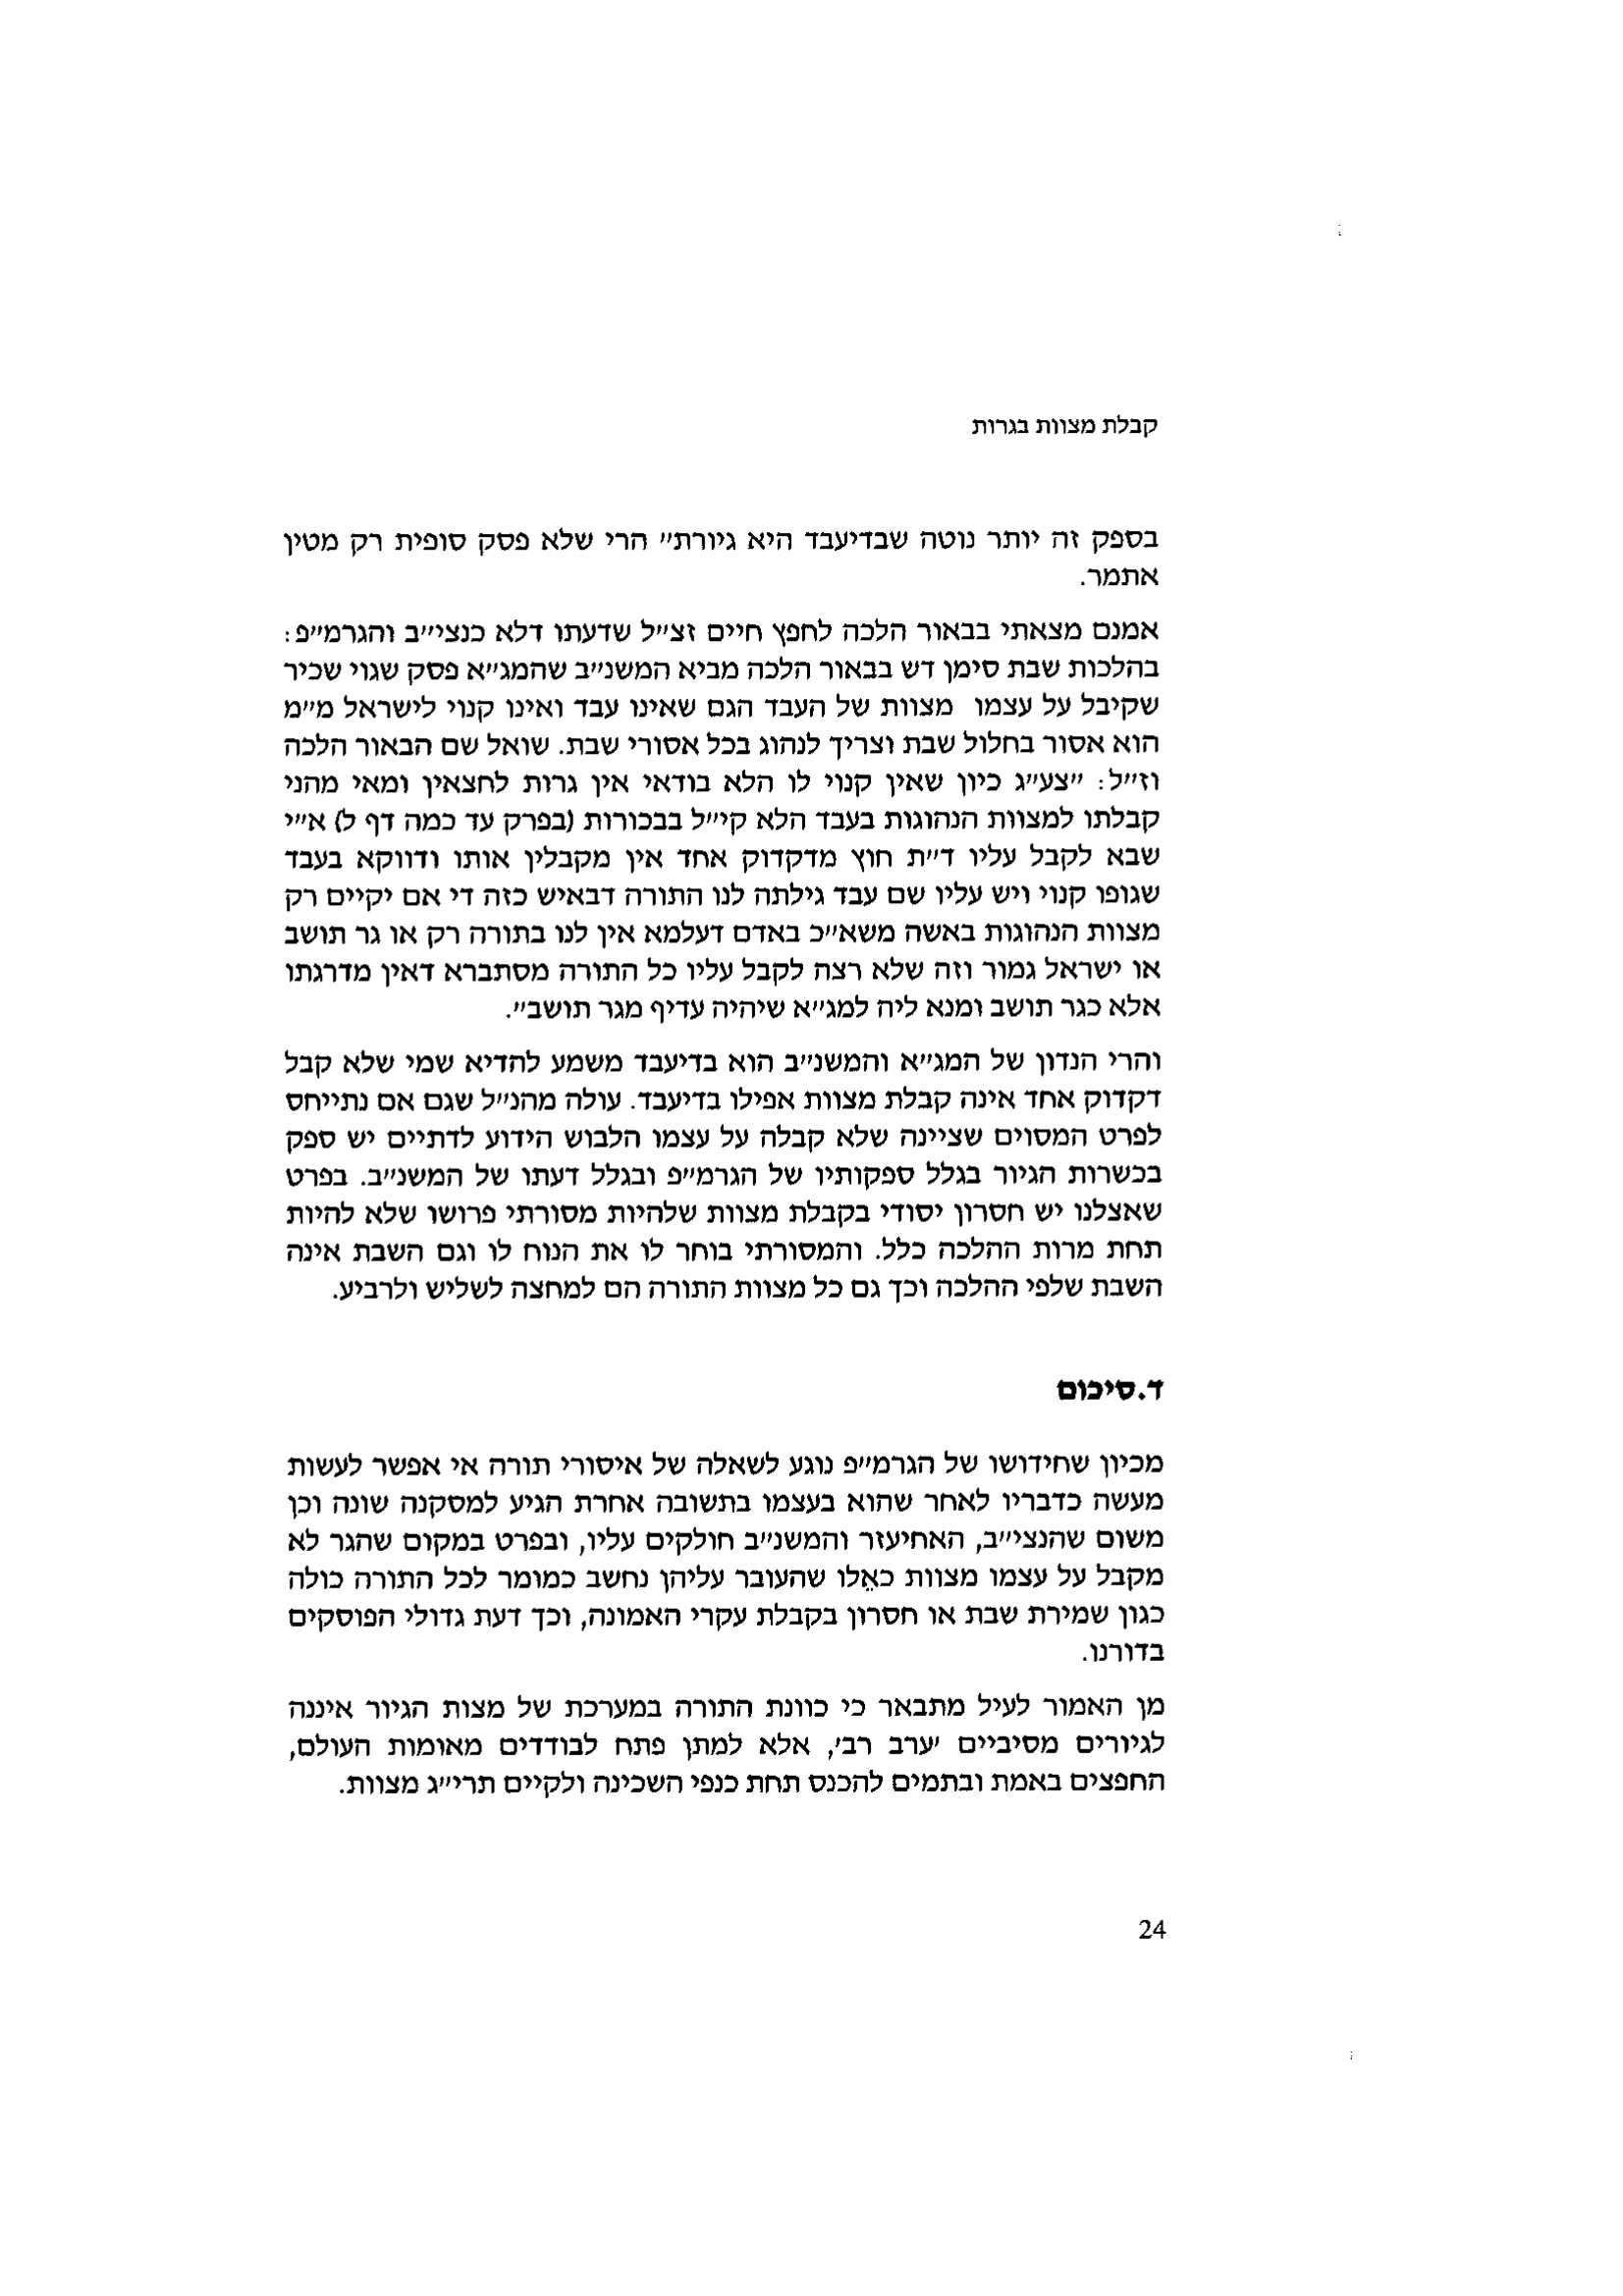 קבלת מצוות בגרות
בספק זה יותר נוטה שבדיעבד היא גיורת״ הרי שלא פסק סופית רק מטין
אתמר.
אמנם מצאתי בבאור הלכה לחפץ חיים זצ״ל שדעתו דלא כנצי״ב והגרמ״פ:
בהלכות שבת סימן דש בבאור הלכה מביא המשנ״ב שהמג״א פסק שגוי שכיר
שקיבל על עצמו מצוות של העבד הגם שאינו עבד ואינו קנוי לישראל מ״מ
הוא אסור בחלול שבת וצריך לנהוג בכל אסורי שבת. שואל שם הבאור הלכה
וז״ל: ״צע״ג כיון שאין קנוי לו הלא בודאי אין גרות לחצאין ומאי מהני
קבלתו למצוות הנהוגות בעבד הלא קי״ל בבכורות (בפרק עד כמה דף ל) א״י
שבא לקבל עליו ד״ת חוץ מדקדוק אחד אין מקבלין אותו ודווקא בעבד
שגופו קנוי ויש עליו שם עבד גילתה לנו התורה דבאיש כזה די אם יקיים רק
מצוות הנהוגות באשה משא״כ באדם דעלמא אין לנו בתורה רק או גר תושב
או ישראל גמור וזה שלא רצה לקבל עליו כל התורה מסתברא דאין מדרגתו
אלא כגר תושב ומנא ליה למג״א שיהיה עדיף מגר תושב״.
והרי הנדון של המג״א והמשנ״ב הוא בדיעבד משמע להדיא שמי שלא קבל
דקדוק אחד אינה קבלת מצוות אפילו בדיעבד. עולה מהנ״ל שגם אם נתייחס
לפרט המסוים שציינה שלא קבלה על עצמו הלבוש הידוע לדתיים יש ספק
בכשרות הגיור בגלל ספקותיו של הגרמ״פ ובגלל דעתו של המשנ״ב. בפרט
שאצלנו יש חסרון יסודי בקבלת מצוות שלהיות מסורתי פרושו שלא להיות
תחת מרות ההלכה כלל. והמסורתי בוחר לו את הנוח לו וגם השבת אינה
השבת שלפי ההלכה וכך גם כל מצוות התורה הם למחצה לשליש ולרביע.
ד.סיכום
מכיון שחידושו של הגרמ״פ נוגע לשאלה של איסורי תורה אי אפשר לעשות
מעשה כדבריו לאחר שהוא בעצמו בתשובה אחרת הגיע למסקנה שונה וכן
משום שהנצי״ב, האחיעזר והמשנ״ב חולקים עליו, ובפרט במקום שהגר לא
מקבל על עצמו מצוות כאלו שהעובר עליהן נחשב כמומר לכל התורה כולה
כגון שמירת שבת או חסרון בקבלת עקרי האמונה, וכך דעת גדולי הפוסקים
בדורנו.
מן האמור לעיל מתבאר כי כוונת התורה במערכת של מצות הגיור איננה
לגיורים מסיביים ׳ערב רב׳, אלא למתן פתח לבודדים מאומות העולם,
החפצים באמת ובתמים להכנס תחת כנפי השכינה ולקיים תרי״ג מצוות.
24